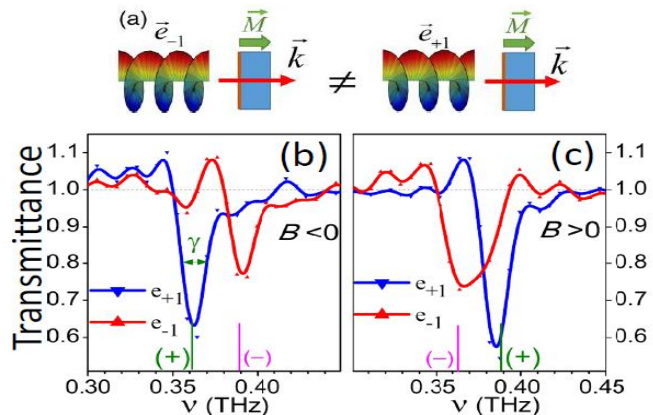 (a) e⃗₋₁ M⃗ k⃗ ≠ e⃗₊₁ M⃗ k⃗
(b) (c)
Transmittance
1.1 1.1
1.0 1.0
0.9 0.9
0.8 0.8
0.7 0.7
0.6 0.6
γ
B<0 B>0
e₊₁ e₊₁
e₋₁ e₋₁
(+) (−) (−) (+)
0.30 0.35 0.40 0.35 0.40 0.45
ν (THz) ν (THz)